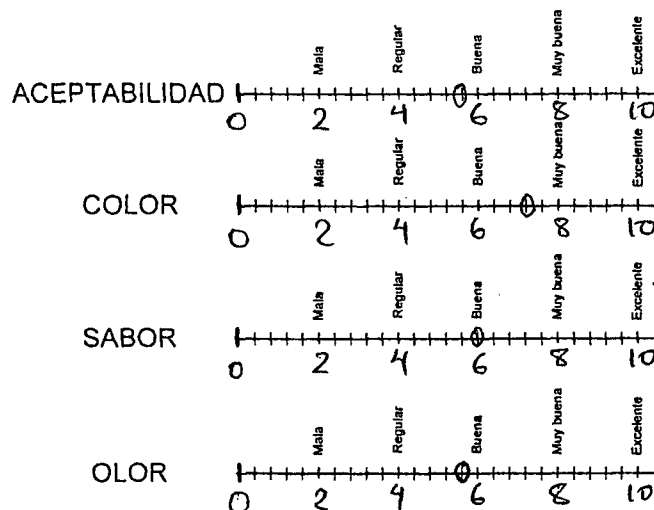 Mala Regular Buena Muy buena Excelente
ACEPTABILIDAD
0 2 4 6 8 10
Mala Regular Buena Muy buena Excelente
COLOR
0 2 4 6 8 10
Mala Regular Buena Muy buena Excelente
SABOR
0 2 4 6 8 10
Mala Regular Buena Muy buena Excelente
OLOR
0 2 4 6 8 10